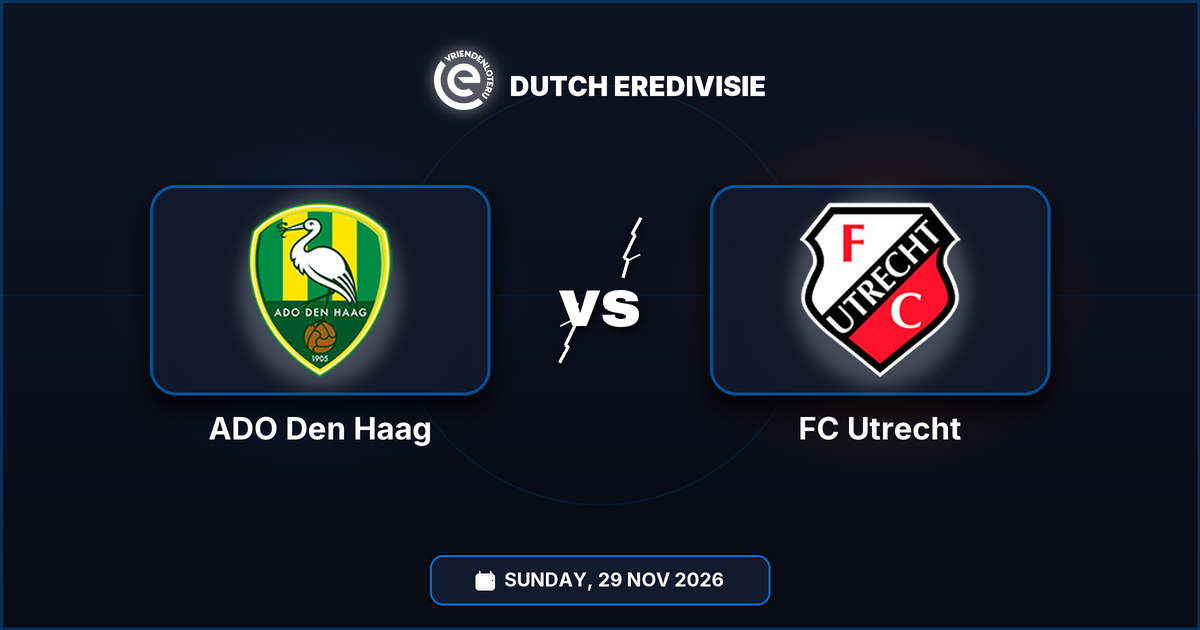 VRIENDENLOTERIJ
DUTCH EREDIVISIE
ADO DEN HAAG
1905
F
UTRECHT
C
vs
ADO Den Haag
FC Utrecht
SUNDAY, 29 NOV 2026